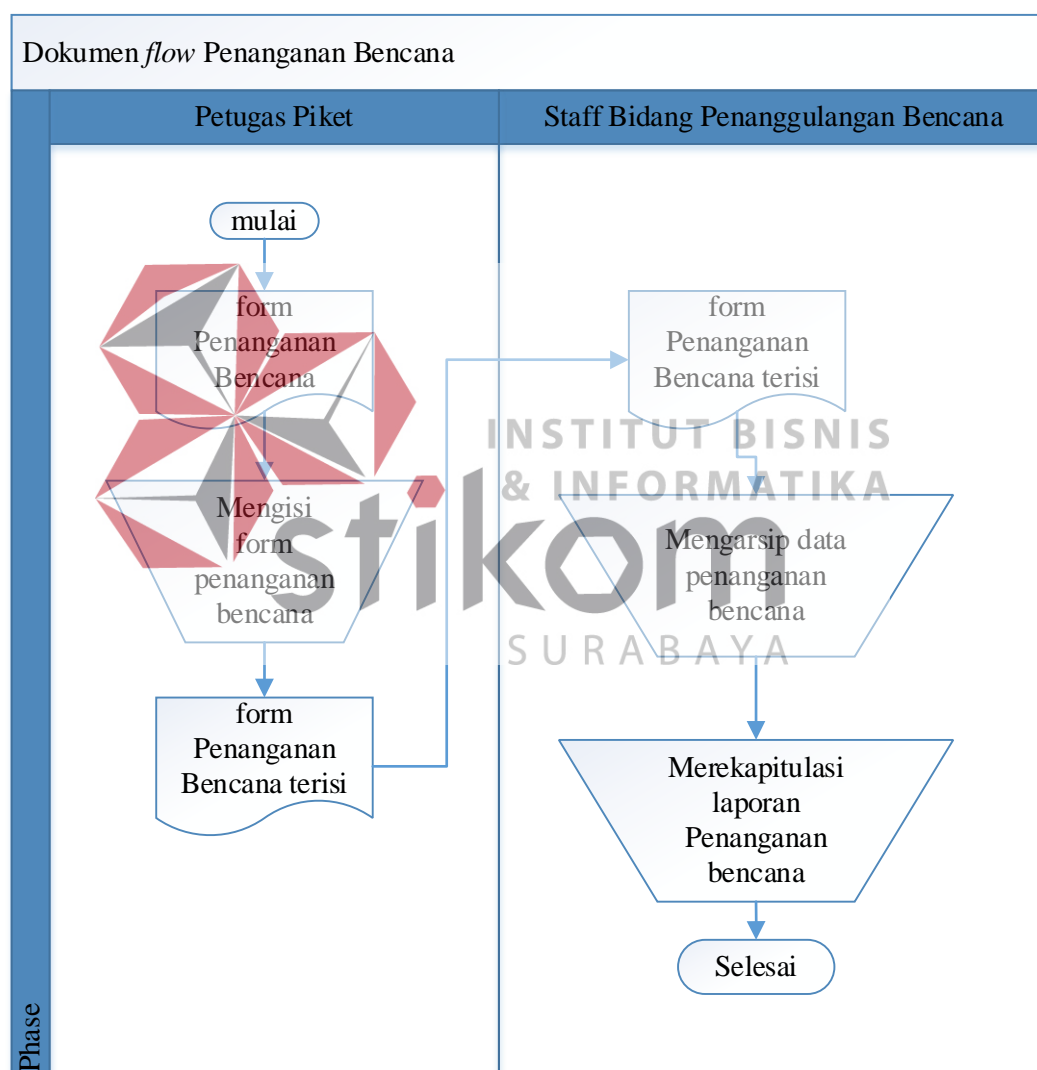 Dokumen flow Penanganan Bencana
Petugas Piket
Staff Bidang Penanggulangan Bencana
mulai
form
Penanganan
Bencana
Mengisi
form
penanganan
bencana
form
Penanganan
Bencana terisi
form
Penanganan
Bencana terisi
Mengarsip data
penanganan
bencana
Merekapitulasi
laporan
Penanganan
bencana
Selesai
Phase
INSTITUT BISNIS
& INFORMATIKA
stikom
SURABAYA